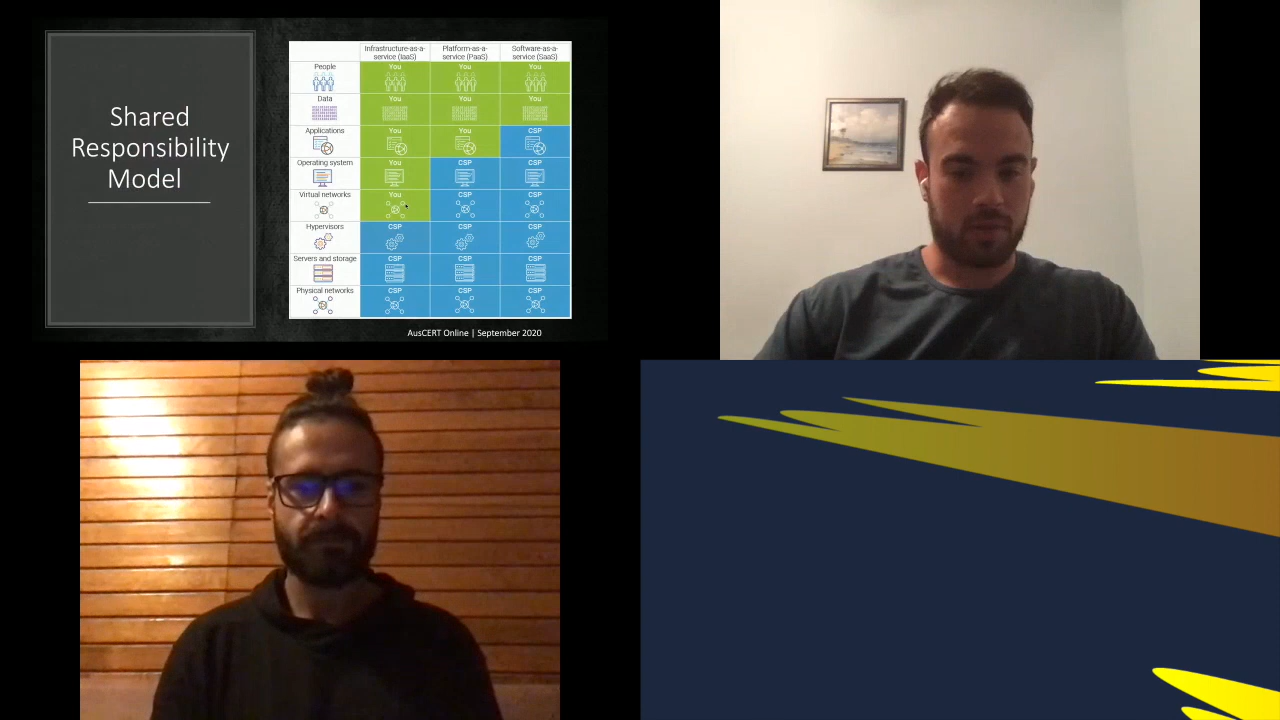 Shared
Responsibility
Model
Infrastructure-as-a-
service (IaaS)
Platform-as-a-
service (PaaS)
Software-as-a-
service (SaaS)
People
You
You
You
Data
You
You
You
Applications
You
You
CSP
Operating system
You
CSP
CSP
Virtual networks
You
CSP
CSP
Hypervisors
CSP
CSP
CSP
Servers and storage
CSP
CSP
CSP
Physical networks
CSP
CSP
CSP
AusCERT Online | September 2020